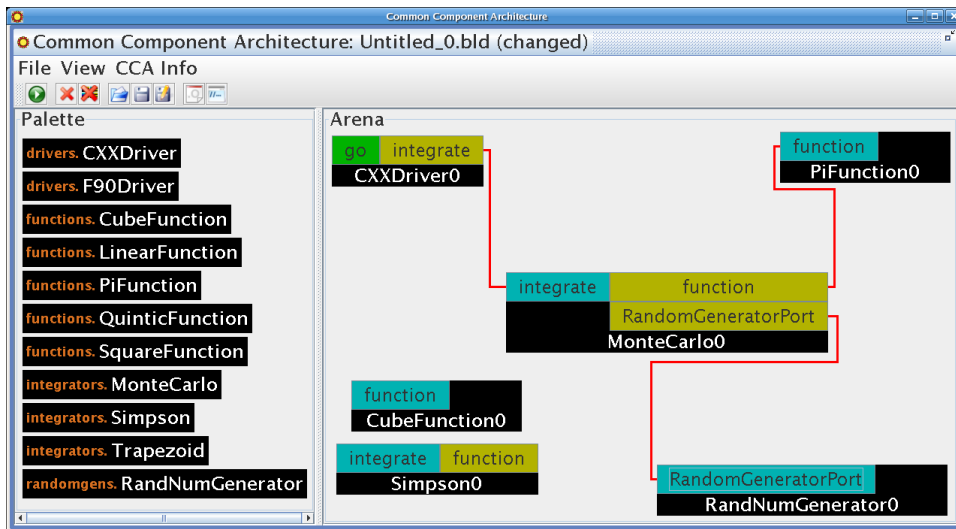 Common Component Architecture
Common Component Architecture: Untitled_0.bld (changed)
File View CCA Info
Palette
drivers. CXXDriver
drivers. F90Driver
functions. CubeFunction
functions. LinearFunction
functions. PiFunction
functions. QuinticFunction
functions. SquareFunction
integrators. MonteCarlo
integrators. Simpson
integrators. Trapezoid
randomgens. RandNumGenerator
Arena
go integrate
CXXDriver0
function
PiFunction0
integrate function
RandomGeneratorPort
MonteCarlo0
function
CubeFunction0
integrate function
Simpson0
RandomGeneratorPort
RandNumGenerator0